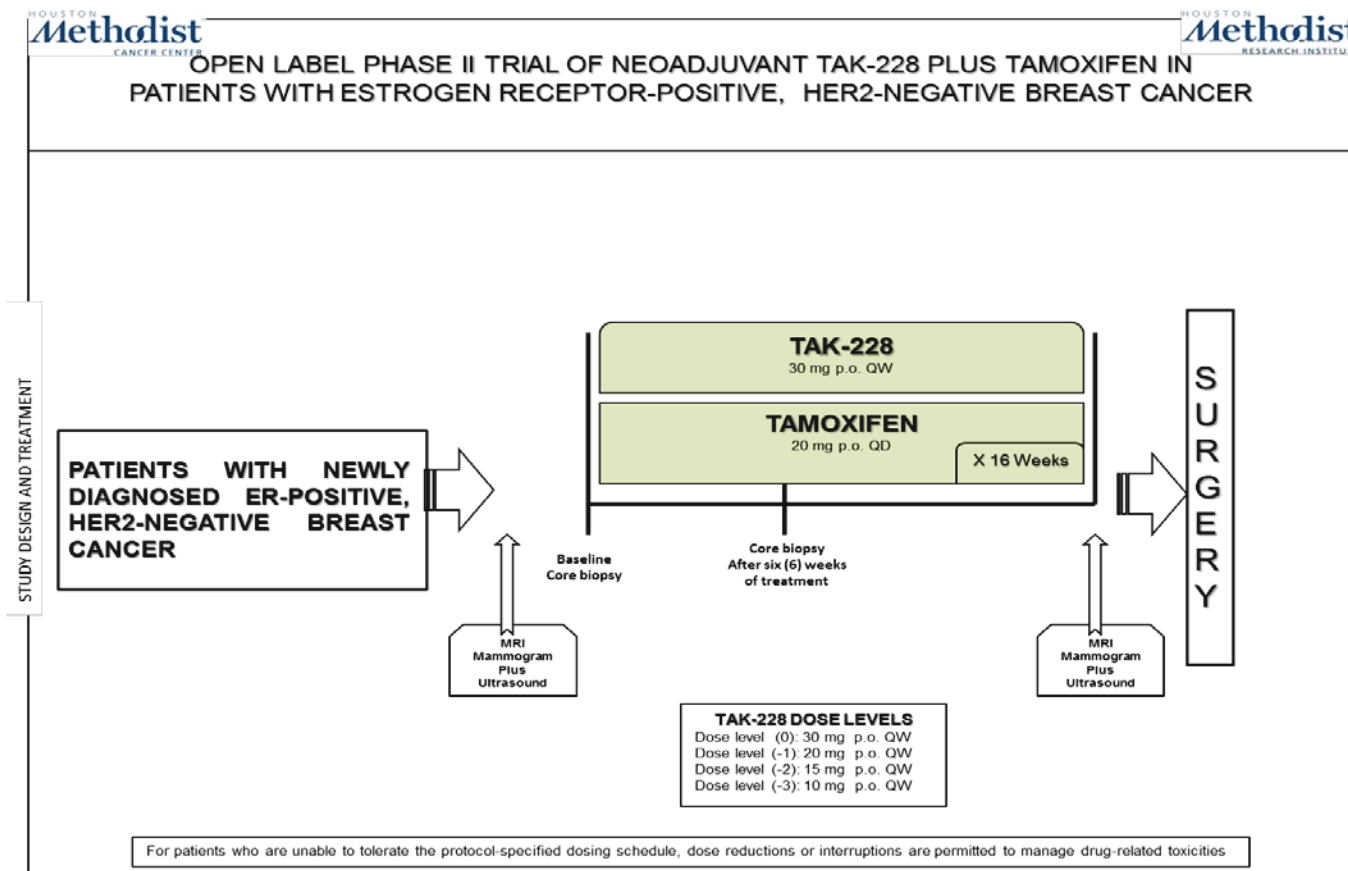 HOUSTON
Methodist
CANCER CENTER
HOUSTON
Methodist
RESEARCH INSTITU
OPEN LABEL PHASE II TRIAL OF NEOADJUVANT TAK-228 PLUS TAMOXIFEN IN
PATIENTS WITH ESTROGEN RECEPTOR-POSITIVE, HER2-NEGATIVE BREAST CANCER
STUDY DESIGN AND TREATMENT
PATIENTS WITH NEWLY
DIAGNOSED ER-POSITIVE,
HER2-NEGATIVE BREAST
CANCER
TAK-228
30 mg p.o. QW
TAMOXIFEN
20 mg p.o. QD
X 16 Weeks
Baseline
Core biopsy
Core biopsy
After six (6) weeks
of treatment
MRI
Mammogram
Plus
Ultrasound
MRI
Mammogram
Plus
Ultrasound
SURGERY
TAK-228 DOSE LEVELS
Dose level (0): 30 mg p.o. QW
Dose level (-1): 20 mg p.o. QW
Dose level (-2): 15 mg p.o. QW
Dose level (-3): 10 mg p.o. QW
For patients who are unable to tolerate the protocol-specified dosing schedule, dose reductions or interruptions are permitted to manage drug-related toxicities